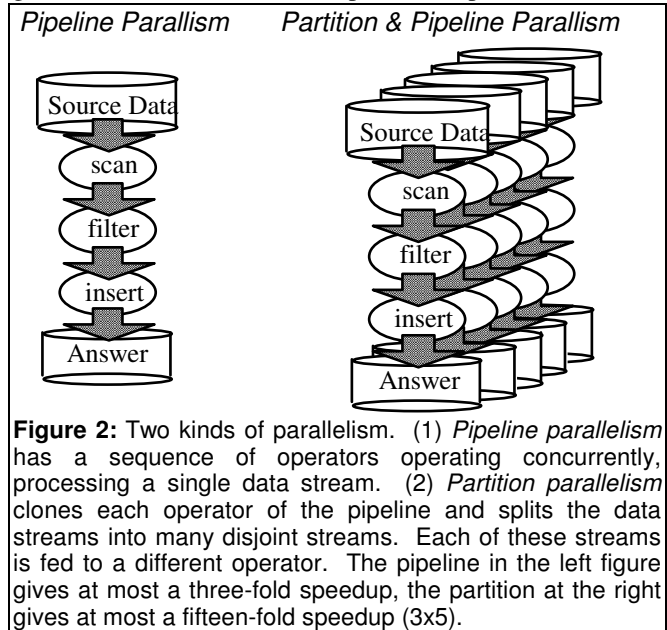 Pipeline Parallism
Partition & Pipeline Parallism
Source Data
scan
filter
insert
Answer
Source Data
scan
filter
insert
Answer
Figure 2: Two kinds of parallelism. (1) Pipeline parallelism
has a sequence of operators operating concurrently,
processing a single data stream. (2) Partition parallelism
clones each operator of the pipeline and splits the data
streams into many disjoint streams. Each of these streams
is fed to a different operator. The pipeline in the left figure
gives at most a three-fold speedup, the partition at the right
gives at most a fifteen-fold speedup (3x5).